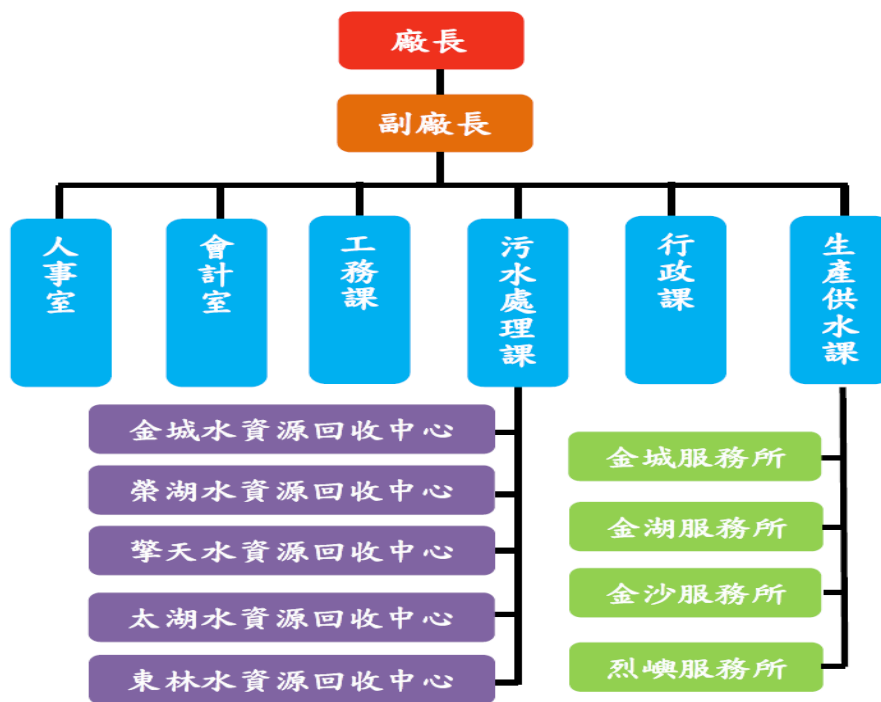 廠長
副廠長
人事室
會計室
工務課
污水處理課
行政課
生產供水課
金城水資源回收中心
榮湖水資源回收中心
擎天水資源回收中心
太湖水資源回收中心
東林水資源回收中心
金城服務所
金湖服務所
金沙服務所
烈嶼服務所